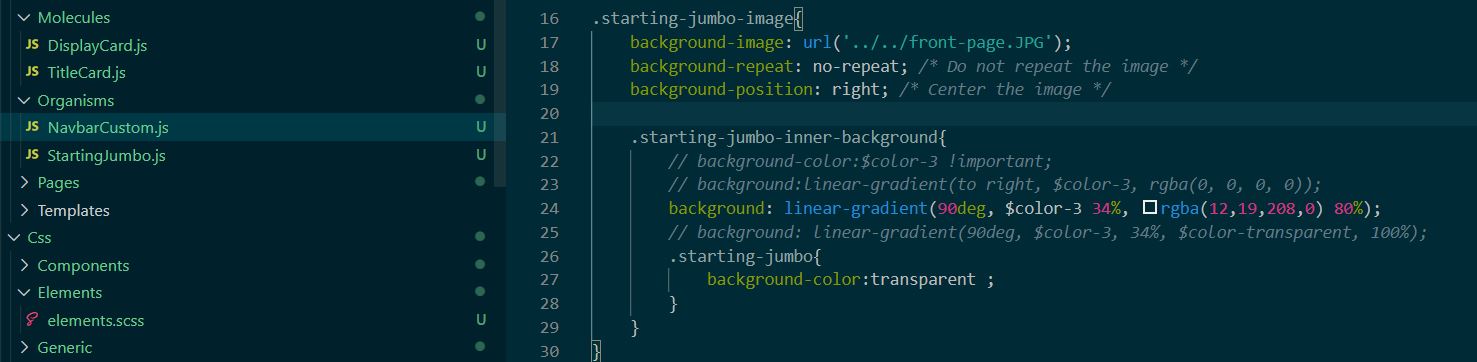 Molecules
JS DisplayCard.js U
JS TitleCard.js U
Organisms
JS NavbarCustom.js U
JS StartingJumbo.js U
Pages
Templates
Css
Components
Elements
elements.scss U
Generic
16 .starting-jumbo-image{
17 background-image: url('../../front-page.JPG');
18 background-repeat: no-repeat; /* Do not repeat the image */
19 background-position: right; /* Center the image */
20
21 .starting-jumbo-inner-background{
22 // background-color:$color-3 !important;
23 // background:linear-gradient(to right, $color-3, rgba(0, 0, 0, 0));
24 background: linear-gradient(90deg, $color-3 34%, rgba(12,19,208,0) 80%);
25 // background: linear-gradient(90deg, $color-3, 34%, $color-transparent, 100%);
26 .starting-jumbo{
27 background-color:transparent ;
28 }
29 }
30 }